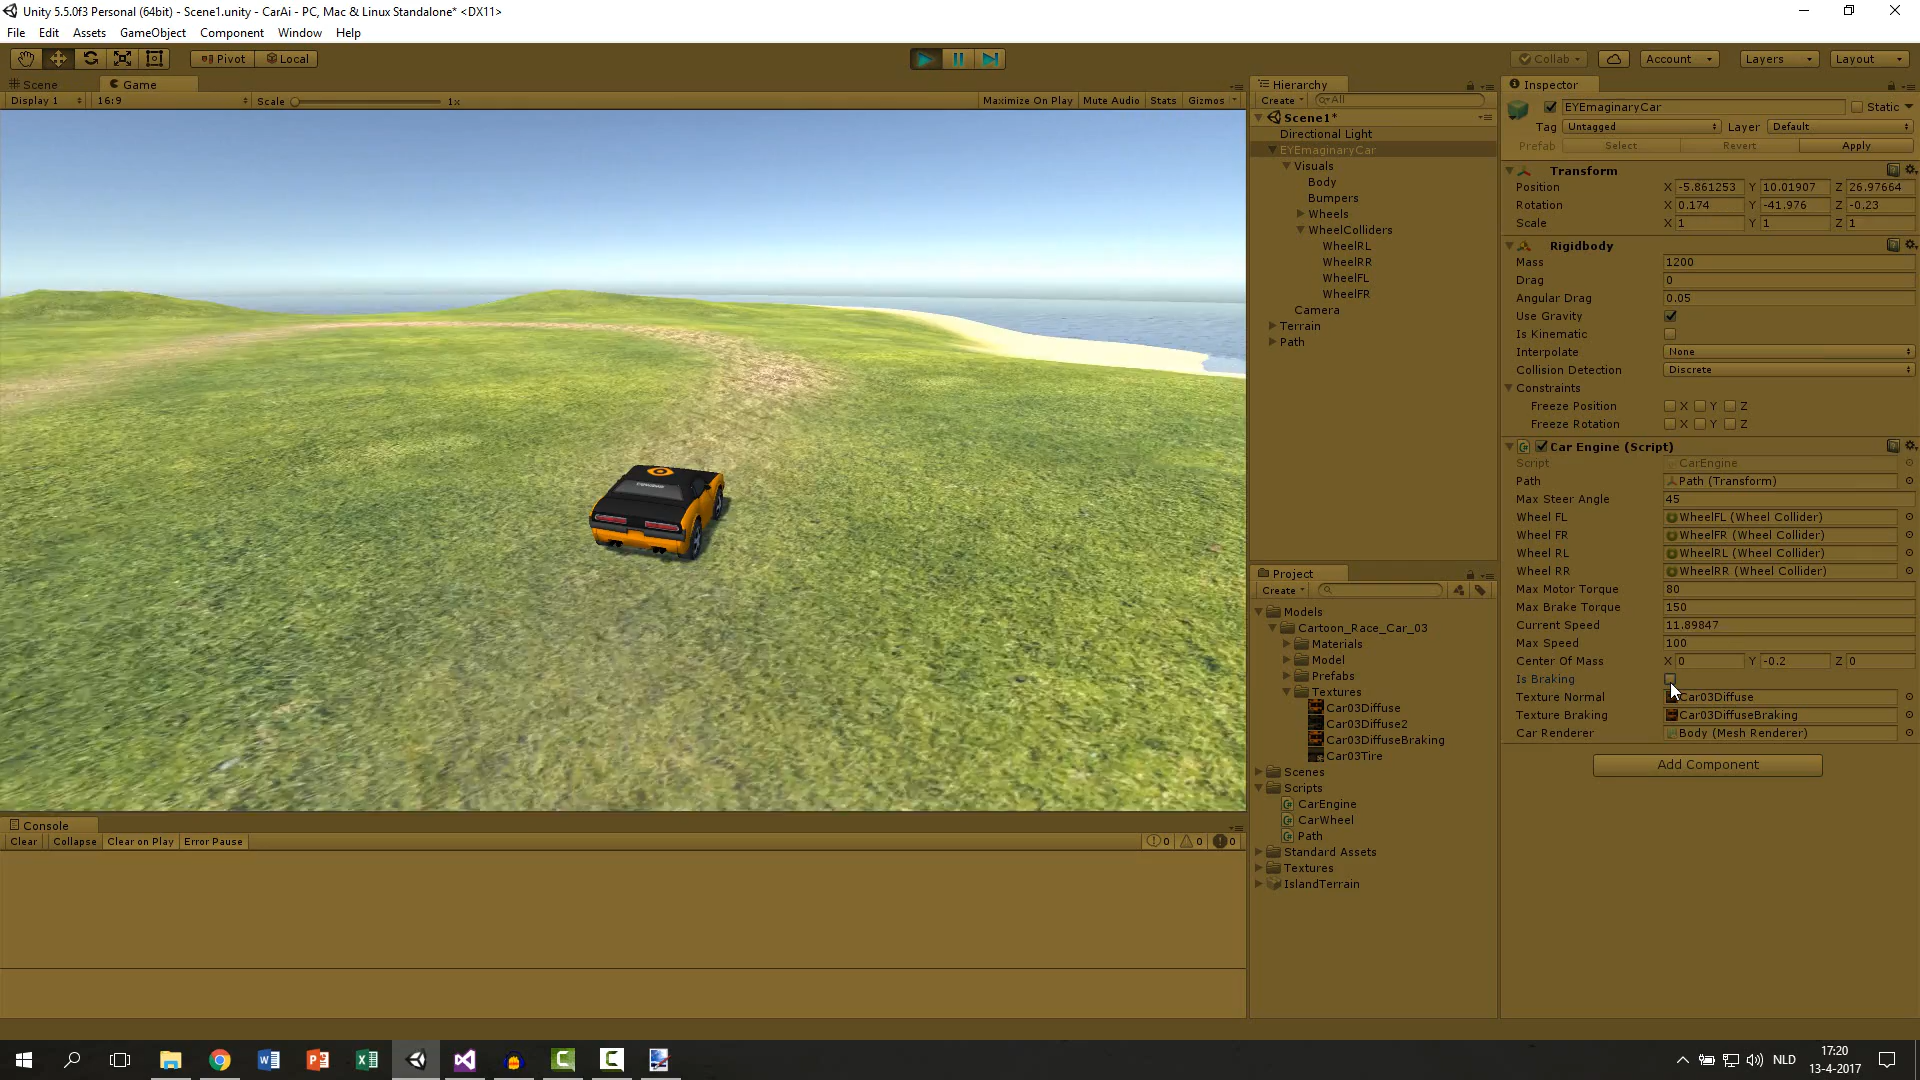 Unity 5.5.0f3 Personal (64bit) - Scene1.unity - CarAi - PC, Mac & Linux Standalone* <DX11>
File Edit Assets GameObject Component Window Help
Pivot Local Collab Account Layers Layout
Scene Game
Display 1 16:9 Scale 1x Maximize On Play Mute Audio Stats Gizmos
Hierarchy
Create All
Scene1*
Directional Light
EYEmaginaryCar
Visuals
Body
Bumpers
Wheels
WheelColliders
WheelRL
WheelRR
WheelFL
WheelFR
Camera
Terrain
Path
Project
Create
Models
Cartoon_Race_Car_03
Materials
Model
Prefabs
Textures
Car03Diffuse
Car03Diffuse2
Car03DiffuseBraking
Car03Tire
Scenes
Scripts
CarEngine
CarWheel
Path
Standard Assets
Textures
IslandTerrain
Inspector
EYEmaginaryCar Static
Tag Untagged Layer Default
Prefab Select Revert Apply
Transform
Position X -5.861253 Y 10.01907 Z 26.97664
Rotation X 0.174 Y -41.976 Z -0.23
Scale X 1 Y 1 Z 1
Rigidbody
Mass 1200
Drag 0
Angular Drag 0.05
Use Gravity
Is Kinematic
Interpolate None
Collision Detection Discrete
Constraints
Freeze Position X Y Z
Freeze Rotation X Y Z
Car Engine (Script)
Script CarEngine
Path Path (Transform)
Max Steer Angle 45
Wheel FL WheelFL (Wheel Collider)
Wheel FR WheelFR (Wheel Collider)
Wheel RL WheelRL (Wheel Collider)
Wheel RR WheelRR (Wheel Collider)
Max Motor Torque 80
Max Brake Torque 150
Current Speed 11.89847
Max Speed 100
Center Of Mass X 0 Y -0.2 Z 0
Is Braking
Texture Normal Car03Diffuse
Texture Braking Car03DiffuseBraking
Car Renderer Body (Mesh Renderer)
Add Component
Console
Clear Collapse Clear on Play Error Pause 0 0 0
NLD
17:20
13-4-2017